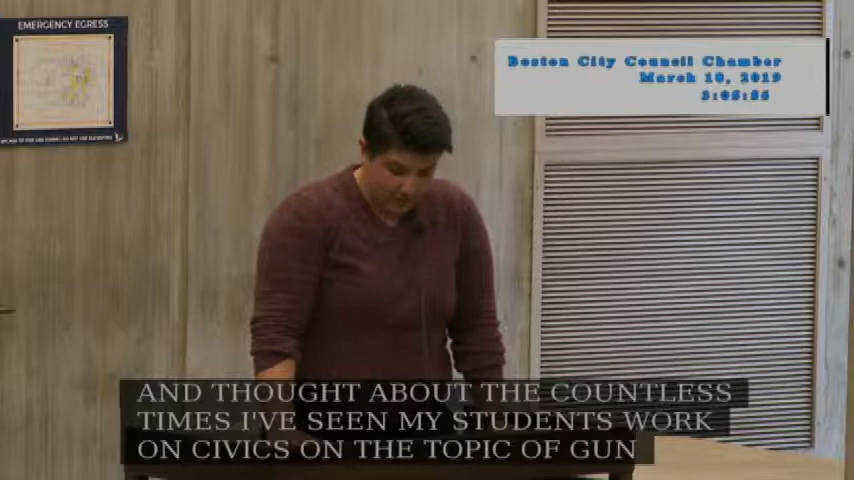 EMERGENCY EGRESS
Boston City Council Chamber
March 18, 2019
AND THOUGHT ABOUT THE COUNTLESS
TIMES I'VE SEEN MY STUDENTS WORK
ON CIVICS ON THE TOPIC OF GUN